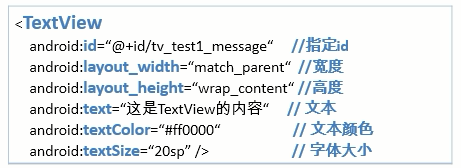 <TextView
android:id=“@+id/tv_test1_message“ //指定id
android:layout_width=“match_parent“ //宽度
android:layout_height=“wrap_content“ //高度
android:text=“这是TextView的内容“ // 文本
android:textColor=“#ff0000“ // 文本颜色
android:textSize=“20sp” /> // 字体大小